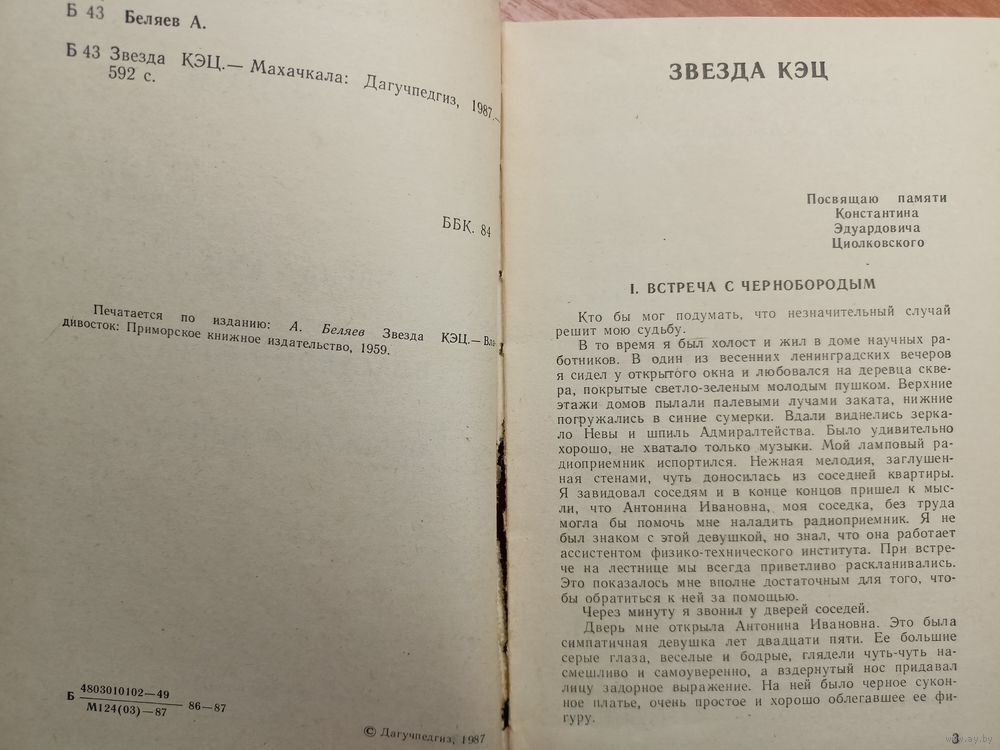 Б 43 Беляев А.
Б 43 Звезда КЭЦ.— Махачкала: Дагучпедгиз, 1987.—
592 с.
ББК. 84
Печатается по изданию: А. Беляев Звезда КЭЦ.— Вла-
дивосток: Приморское книжное издательство, 1959.
Б 4803010102—49
М124(03)—87
86—87
© Дагучпедгиз, 1987
ЗВЕЗДА КЭЦ
Посвящаю памяти
Константина
Эдуардовича
Циолковского
I. ВСТРЕЧА С ЧЕРНОБОРОДЫМ
Кто бы мог подумать, что незначительный случай
решит мою судьбу.
В то время я был холост и жил в доме научных ра-
ботников. В один из весенних ленинградских вечеров
я сидел у открытого окна и любовался на деревца скве-
ра, покрытые светло-зеленым молодым пушком. Верхние
этажи домов пылали палевыми лучами заката, нижние
погружались в синие сумерки. Вдали виднелись зерка-
ло Невы и шпиль Адмиралтейства. Было удивительно
хорошо, не хватало только музыки. Мой ламповый ра-
диоприемник испортился. Нежная мелодия, заглушен-
ная стенами, чуть доносилась из соседней квартиры.
Я завидовал соседям и в конце концов пришел к мыс-
ли, что Антонина Ивановна, моя соседка, без труда
могла бы помочь мне наладить радиоприемник. Я не
был знаком с этой девушкой, но знал, что она работает
ассистентом физико-технического института. При встре-
че на лестнице мы всегда приветливо раскланивались.
Это показалось мне вполне достаточным для того, что-
бы обратиться к ней за помощью.
Через минуту я звонил у дверей соседей.
Дверь мне открыла Антонина Ивановна. Это была
симпатичная девушка лет двадцати пяти. Ее большие
серые глаза, веселые и бодрые, глядели чуть-чуть на-
смешливо и самоуверенно, а вздернутый нос придавал
лицу задорное выражение. На ней было черное сукон-
ное платье, очень простое и хорошо облегавшее ее фи-
гуру.
3
www.ay.by